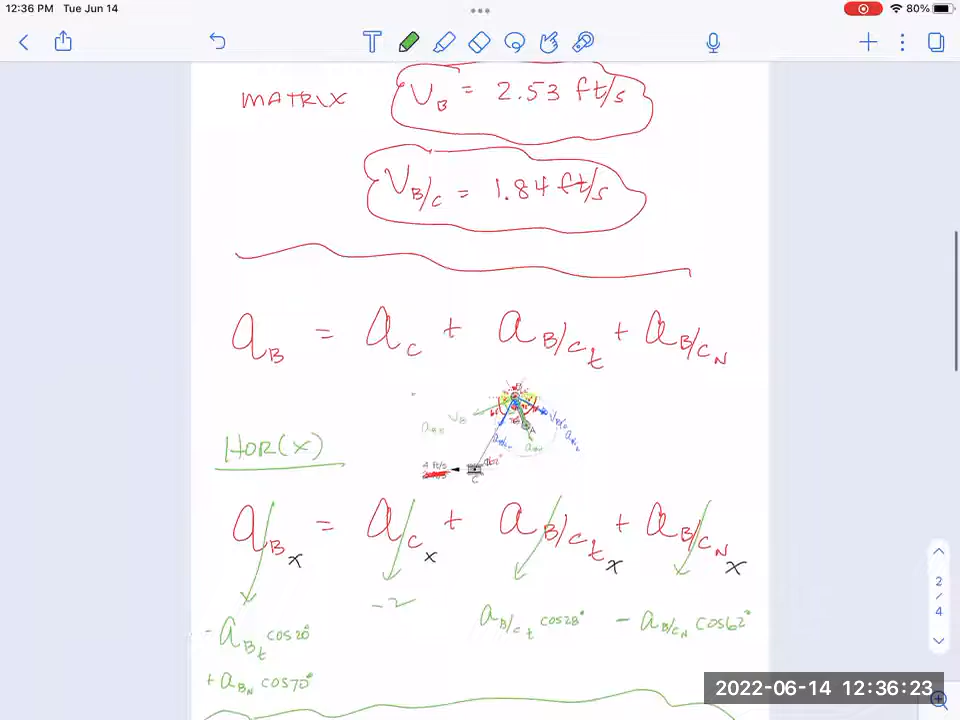 12:36 PM Tue Jun 14
80%
MATRIX
V_B = 2.53 ft/s
V_B/C = 1.84 ft/s
a_B = a_C + a_B/C_t + a_B/C_N
HOR(X)
4 ft/s
A
C
a_B_x = a_C_x + a_B/C_t_x + a_B/C_N_x
- a_B_t cos20°
-2
a_B/C_t cos28°
- a_B/C_N cos62°
+ a_B_N cos70°
2
/
4
2022-06-14 12:36:23